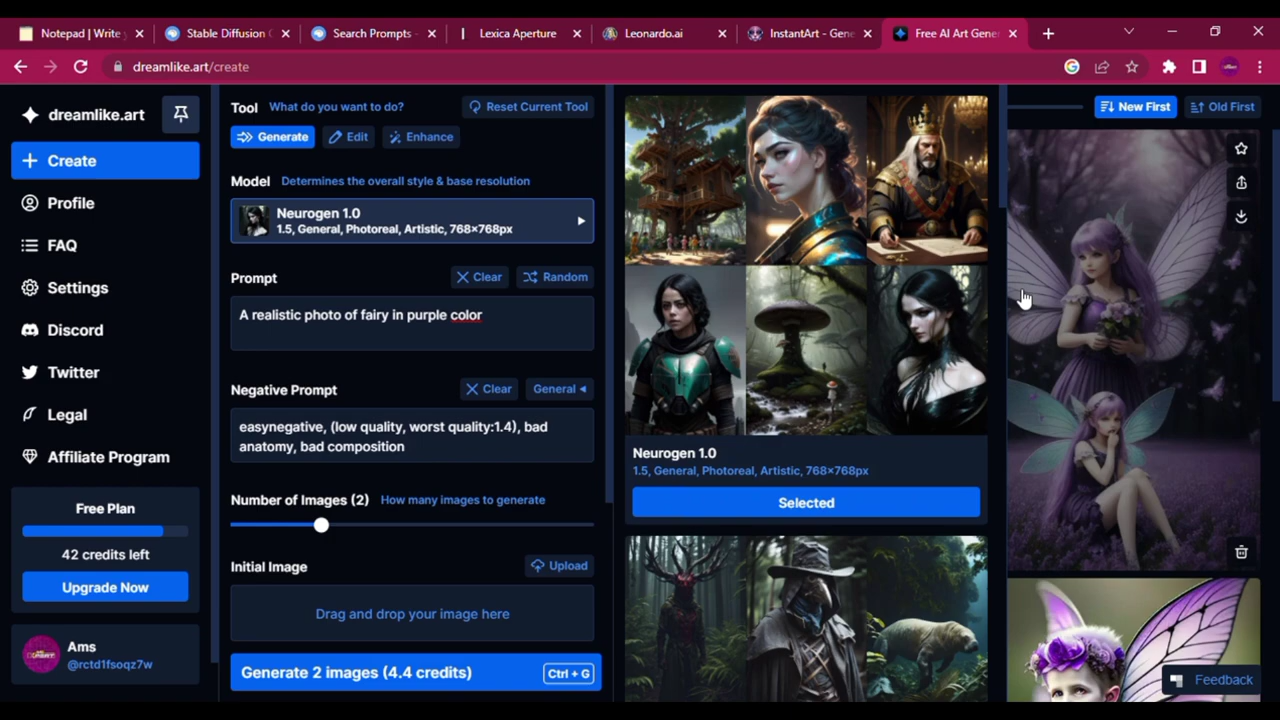 Notepad | Write y
Stable Diffusion
Search Prompts -
Lexica Aperture
Leonardo.ai
InstantArt - Gene
Free AI Art Gene
dreamlike.art/create
dreamlike.art
Create
Profile
FAQ
Settings
Discord
Twitter
Legal
Affiliate Program
Free Plan
42 credits left
Upgrade Now
Ams
@rctd1fsoqz7w
Tool What do you want to do? Reset Current Tool
Generate Edit Enhance
Model Determines the overall style & base resolution
Neurogen 1.0
1.5, General, Photoreal, Artistic, 768×768px
Prompt Clear Random
A realistic photo of fairy in purple color
Negative Prompt Clear General
easynegative, (low quality, worst quality:1.4), bad
anatomy, bad composition
Number of Images (2) How many images to generate
Initial Image Upload
Drag and drop your image here
Generate 2 images (4.4 credits) Ctrl + G
Neurogen 1.0
1.5, General, Photoreal, Artistic, 768×768px
Selected
New First Old First
Feedback